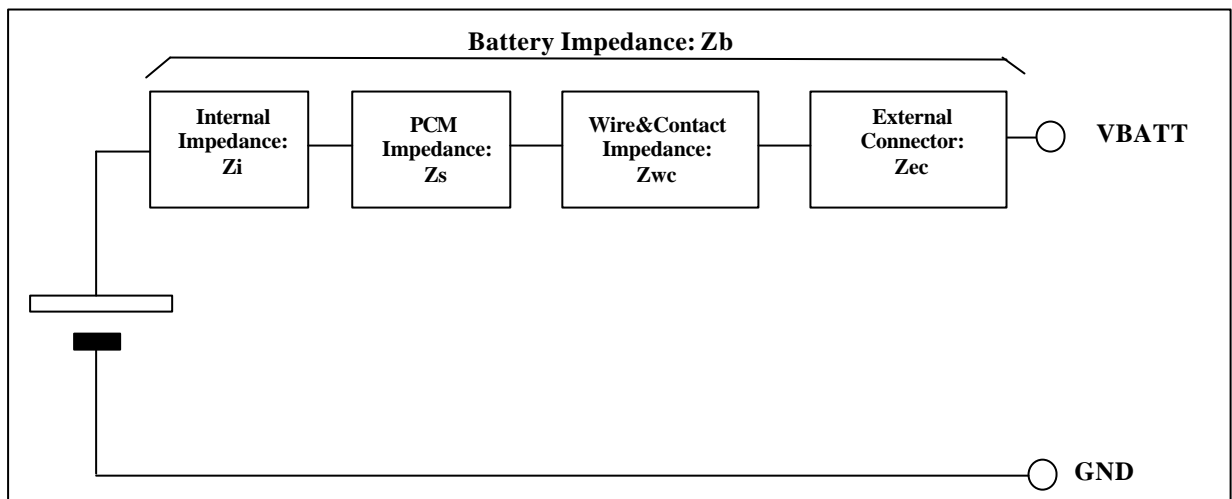 Battery Impedance: Zb
Internal
Impedance:
Zi
PCM
Impedance:
Zs
Wire&Contact
Impedance:
Zwc
External
Connector:
Zec
VBATT
GND